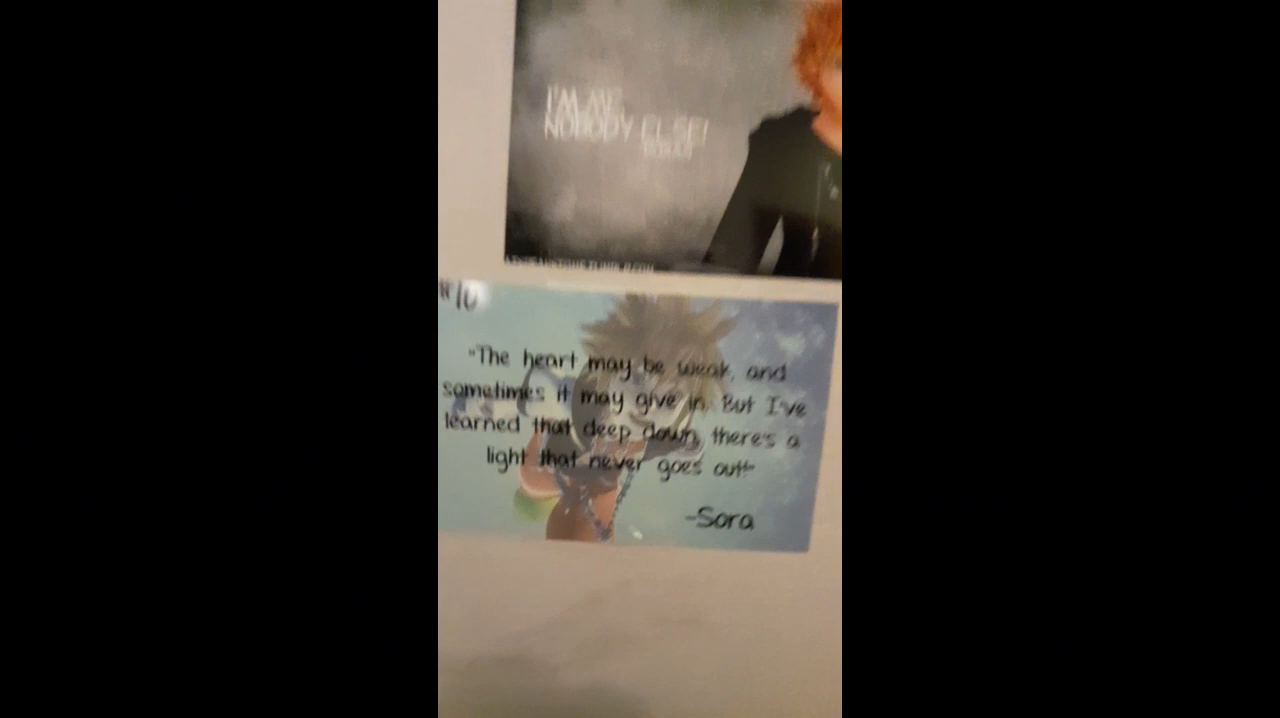 I'M ME,
NOBODY ELSE!
#10
"The heart may be weak, and
sometimes it may give in. But I've
learned that deep down, there's a
light that never goes out!"
-Sora